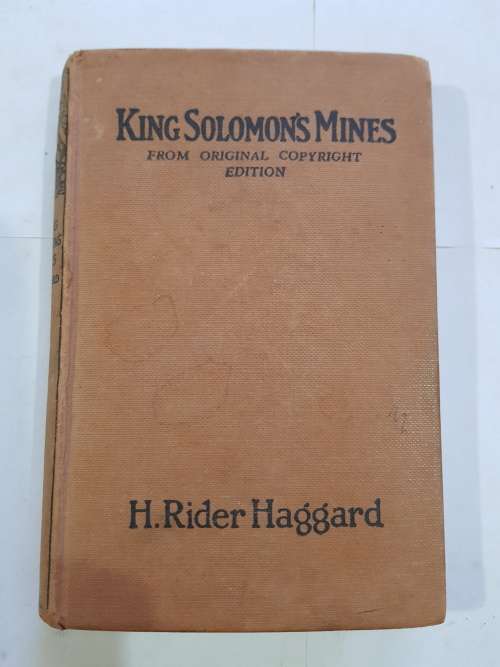 KING SOLOMON'S MINES
FROM ORIGINAL COPYRIGHT
EDITION
H. Rider Haggard